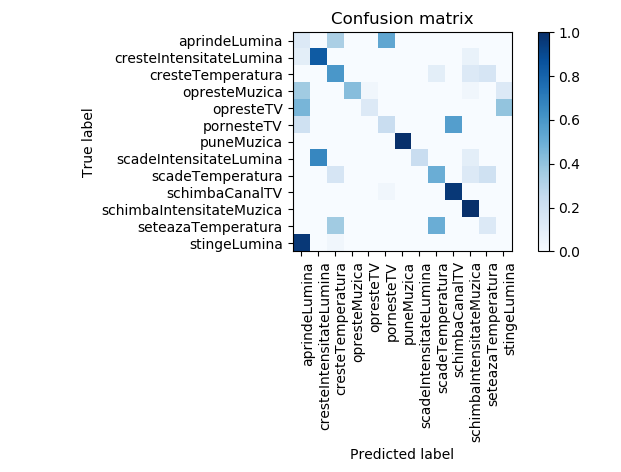 Confusion matrix
True label
aprindeLumina
cresteIntensitateLumina
cresteTemperatura
opresteMuzica
opresteTV
pornesteTV
puneMuzica
scadeIntensitateLumina
scadeTemperatura
schimbaCanalTV
schimbaIntensitateMuzica
seteazaTemperatura
stingeLumina
1.0
0.8
0.6
0.4
0.2
0.0
aprindeLumina
cresteIntensitateLumina
cresteTemperatura
opresteMuzica
opresteTV
pornesteTV
puneMuzica
scadeIntensitateLumina
scadeTemperatura
schimbaCanalTV
schimbaIntensitateMuzica
seteazaTemperatura
stingeLumina
Predicted label